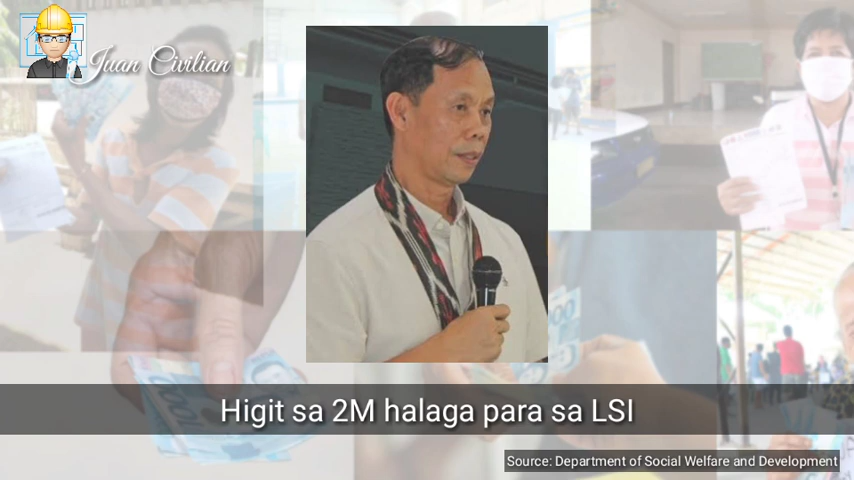 Juan Civilian
Higit sa 2M halaga para sa LSI
Source: Department of Social Welfare and Development